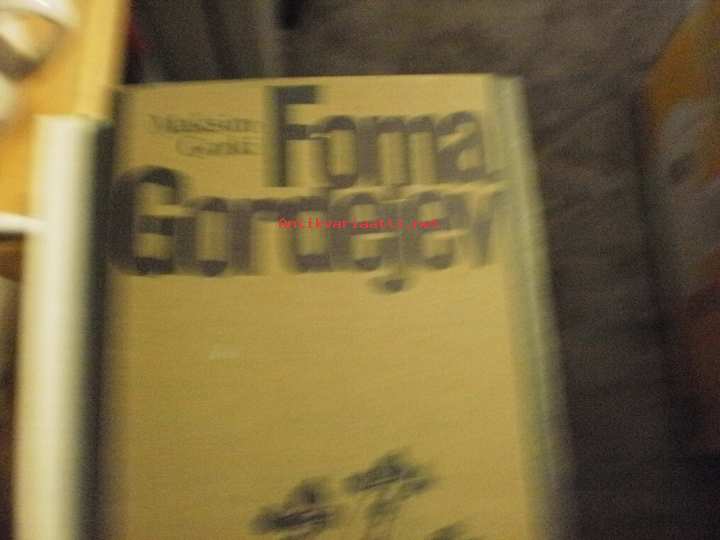 Maksim
Gorki
Foma
Gordejev
Antikvariaatti.net